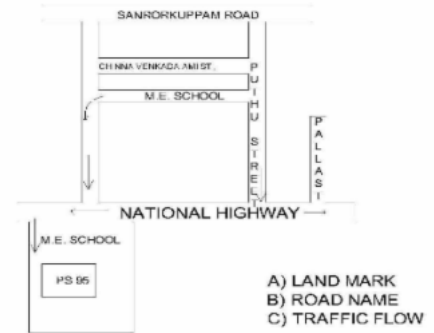 SANRORKUPPAM ROAD
CHINNA VENKADA AMI ST.,
M.E. SCHOOL
PUTHU STREET
PALLAST
NATIONAL HIGHWAY
M.E. SCHOOL
PS 95
A) LAND MARK
B) ROAD NAME
C) TRAFFIC FLOW